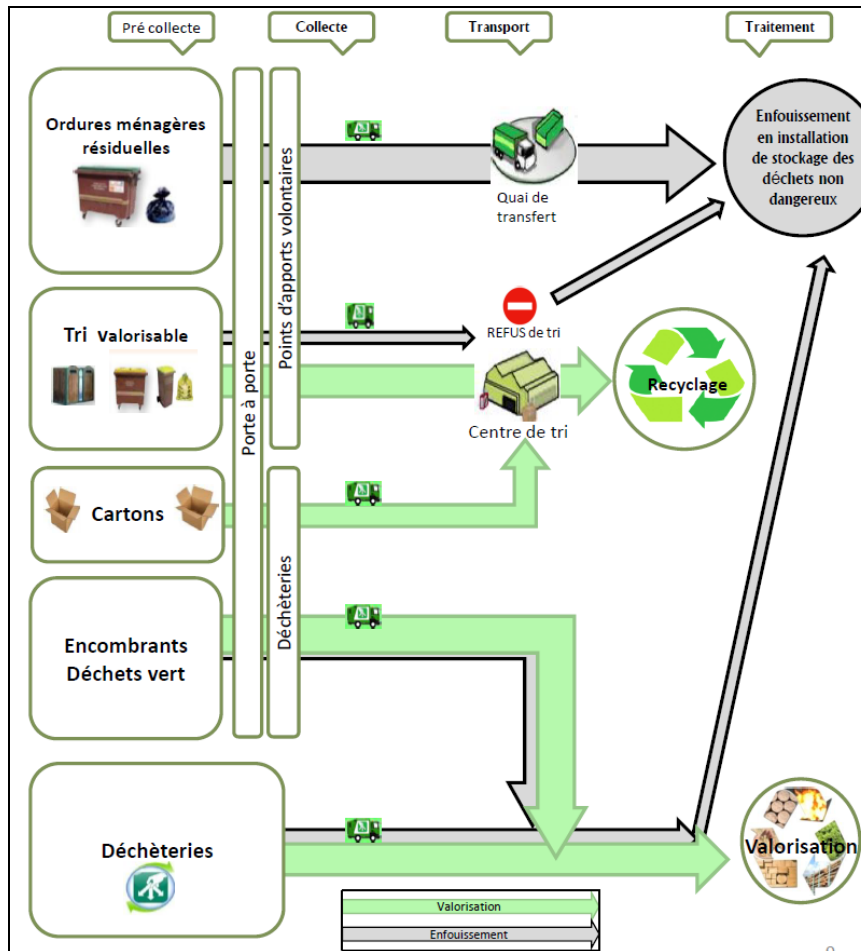 Pré collecte
Collecte
Transport
Traitement
Ordures ménagères
résiduelles
Points d'apports volontaires
Porte à porte
Quai de
transfert
Enfouissement
en installation
de stockage des
déchets non
dangereux
Tri valorisable
REFUS de tri
Centre de tri
Recyclage
Cartons
Déchèteries
Encombrants
Déchets vert
Déchèteries
Valorisation
Valorisation
Enfouissement